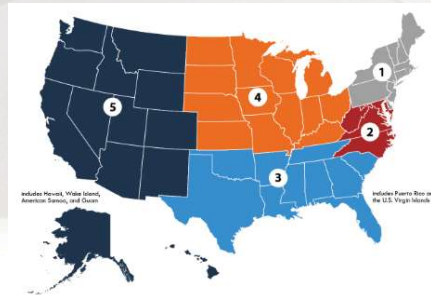 1
4
5
2
3
includes Hawaii, Wake Island,
American Samoa, and Guam
includes Puerto Rico
the U.S. Virgin Islands